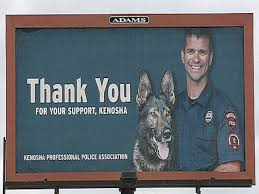 ADAMS
Thank You
FOR YOUR SUPPORT, KENOSHA
KENOSHA PROFESSIONAL POLICE ASSOCIATION